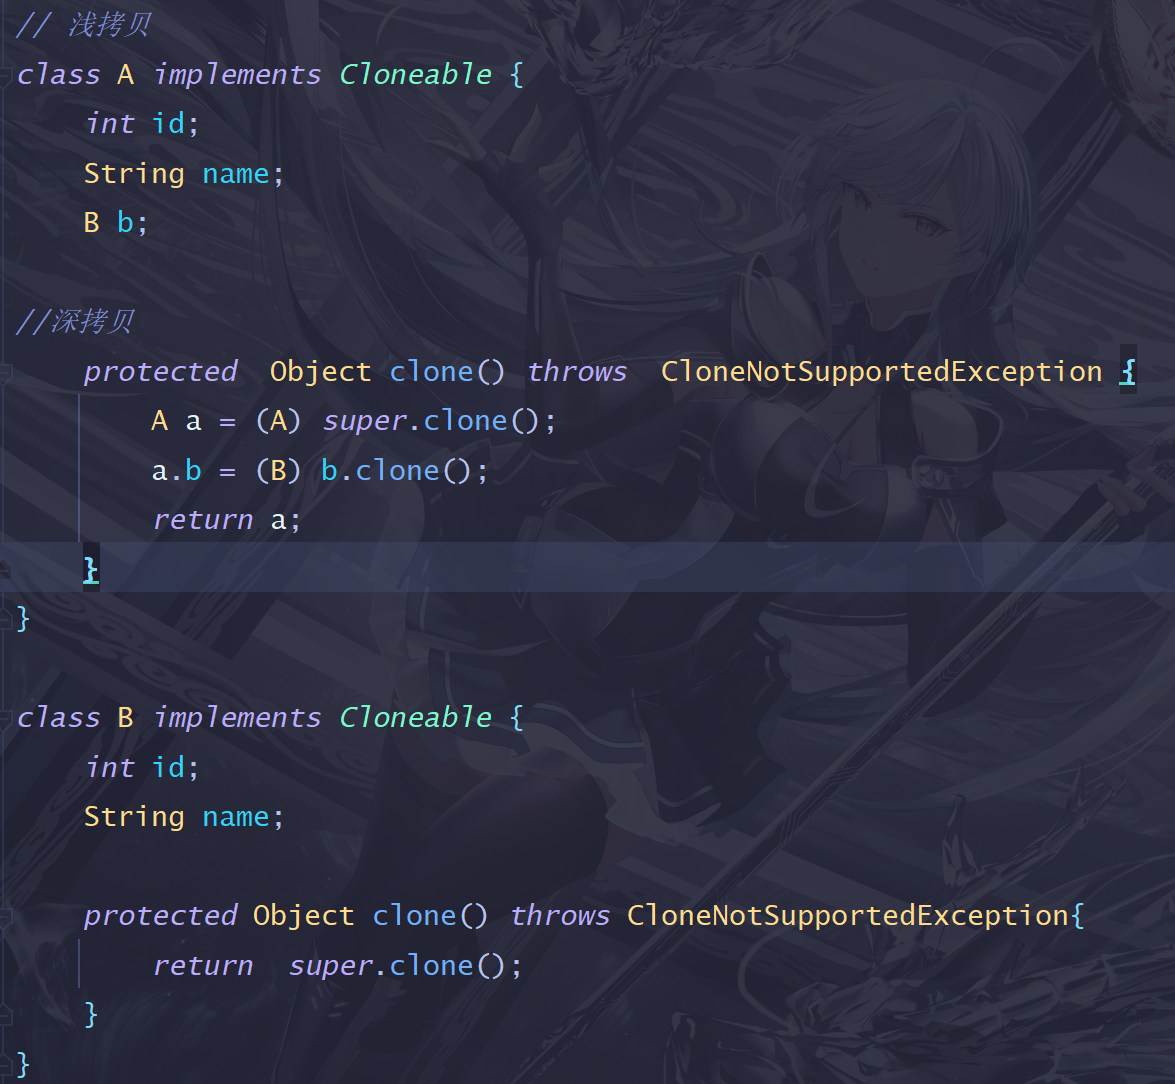 // 浅拷贝
class A implements Cloneable {
    int id;
    String name;
    B b;
//深拷贝
    protected  Object clone() throws  CloneNotSupportedException {
        A a = (A) super.clone();
        a.b = (B) b.clone();
        return a;
    }
}
class B implements Cloneable {
    int id;
    String name;
    protected Object clone() throws CloneNotSupportedException{
        return  super.clone();
    }
}